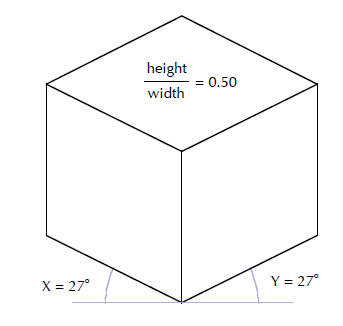 height
width
= 0.50
X = 27°
Y = 27°